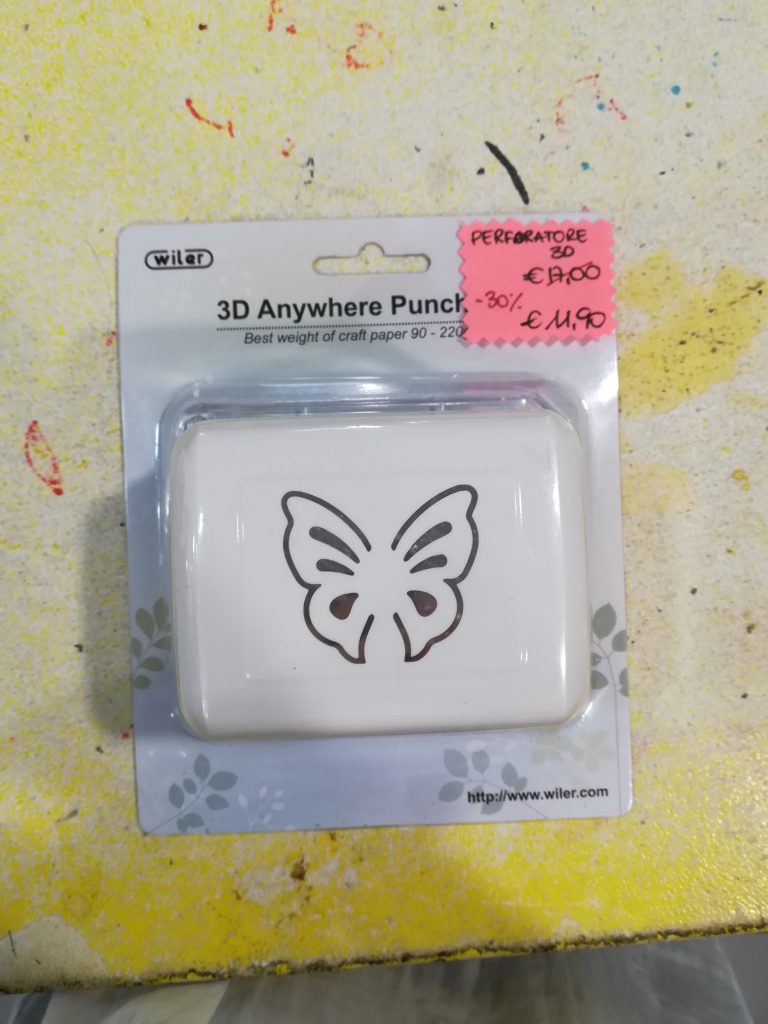 wiler
PERFORATORE
3D
€ 17,00
-30%
€ 11,90
3D Anywhere Punch
Best weight of craft paper 90 - 220
http://www.wiler.com